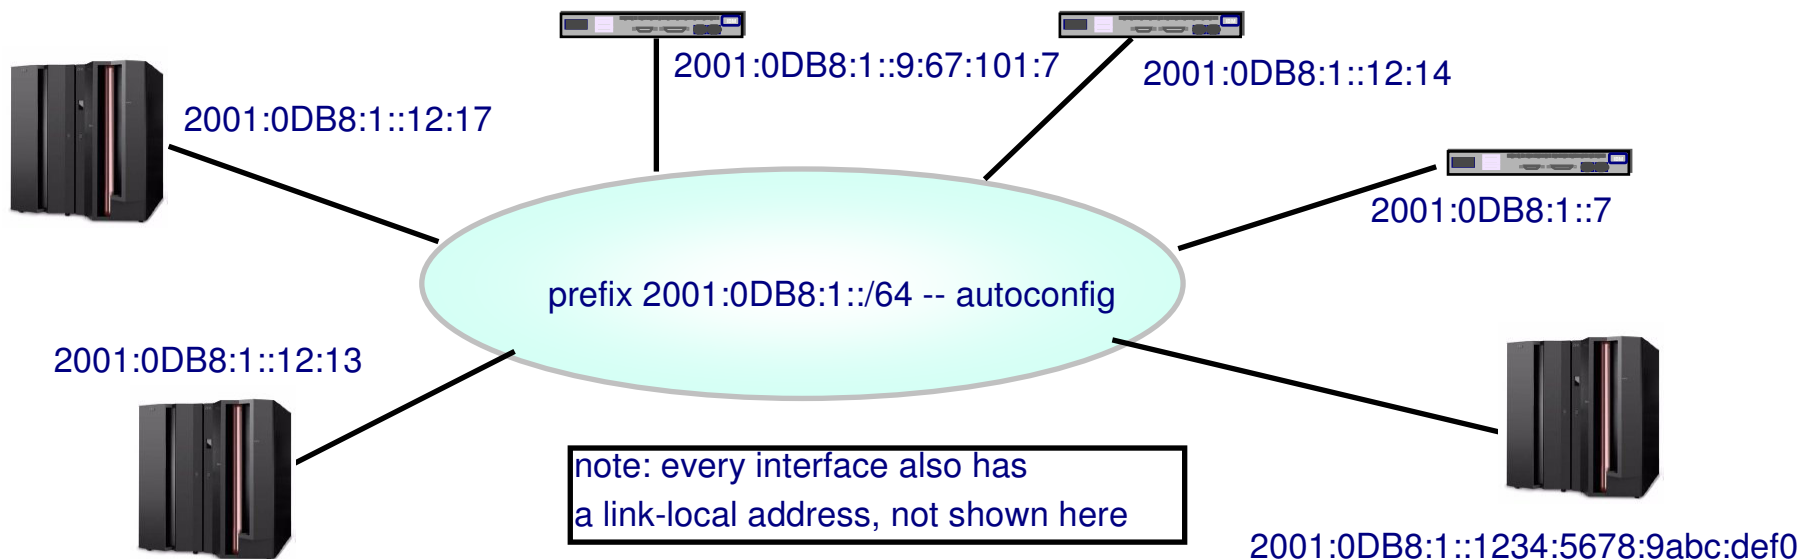 2001:0DB8:1::9:67:101:7
2001:0DB8:1::12:14
2001:0DB8:1::12:17
2001:0DB8:1::7
prefix 2001:0DB8:1::/64 -- autoconfig
2001:0DB8:1::12:13
note: every interface also has
a link-local address, not shown here
2001:0DB8:1::1234:5678:9abc:def0